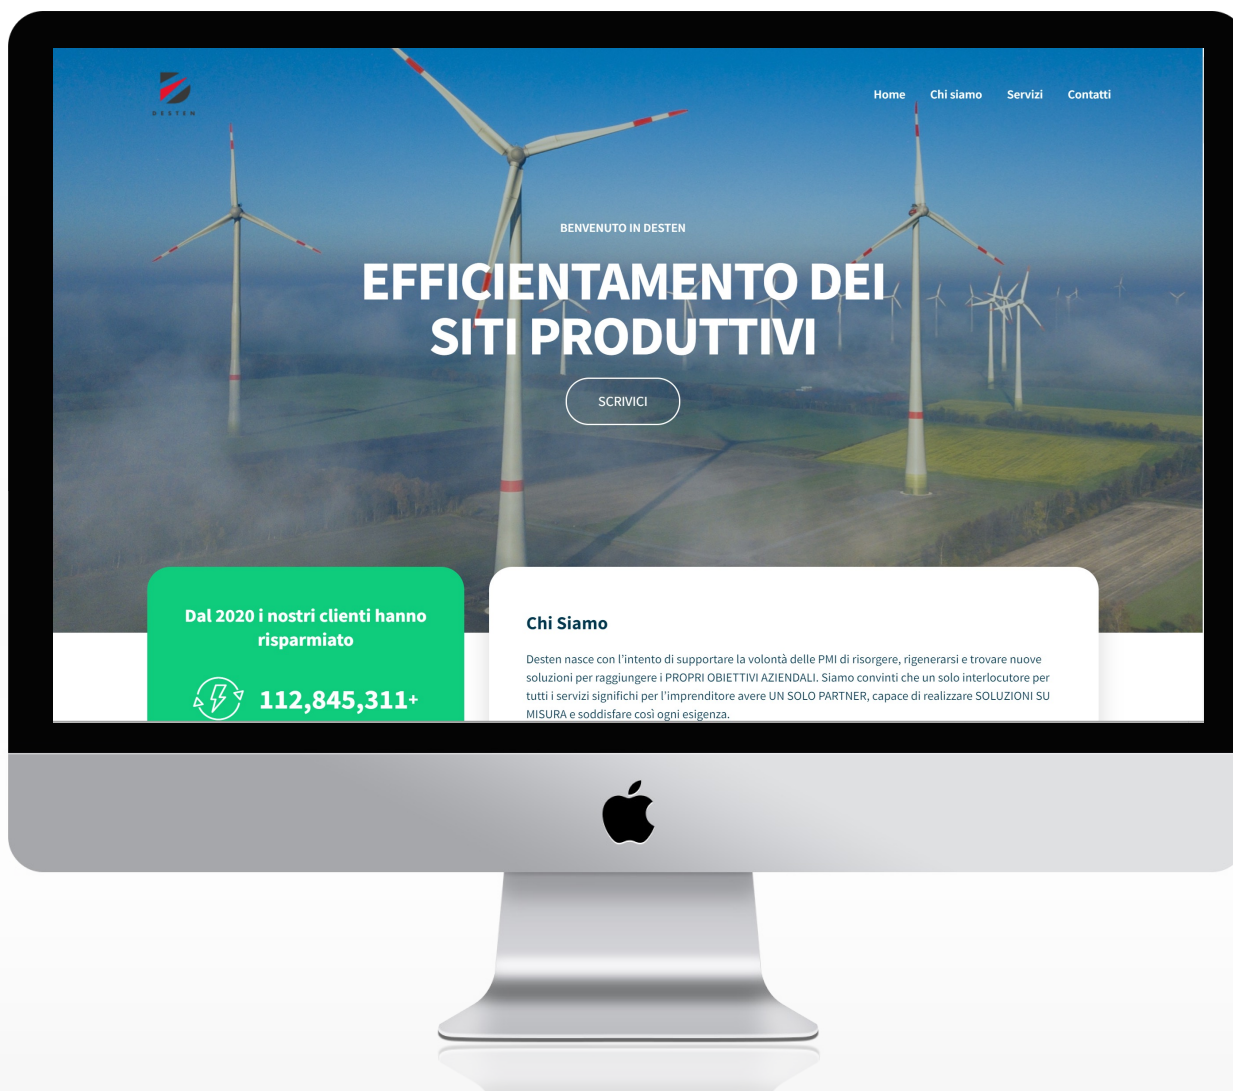 DESTEN
Home Chi siamo Servizi Contatti
BENVENUTO IN DESTEN
EFFICIENTAMENTO DEI
SITI PRODUTTIVI
SCRIVICI
Dal 2020 i nostri clienti hanno
risparmiato
112,845,311+
Chi Siamo
Desten nasce con l'intento di supportare la volontà delle PMI di risorgere, rigenerarsi e trovare nuove
soluzioni per raggiungere i PROPRI OBIETTIVI AZIENDALI. Siamo convinti che un solo interlocutore per
tutti i servizi significhi per l'imprenditore avere UN SOLO PARTNER, capace di realizzare SOLUZIONI SU
MISURA e soddisfare così ogni esigenza.